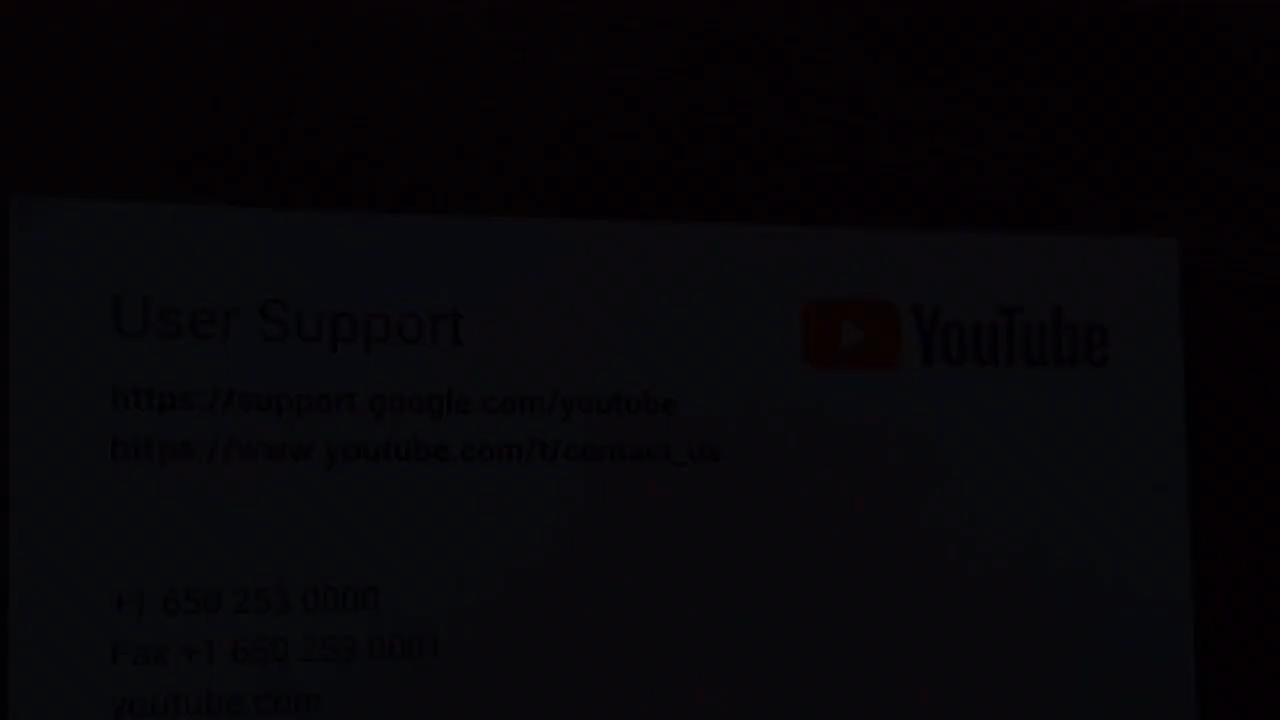 User Support
YouTube
https://support.google.com/youtube
https://www.youtube.com/t/contact_us
+1 650 253 0000
Fax +1 650 253 0001
youtube.com